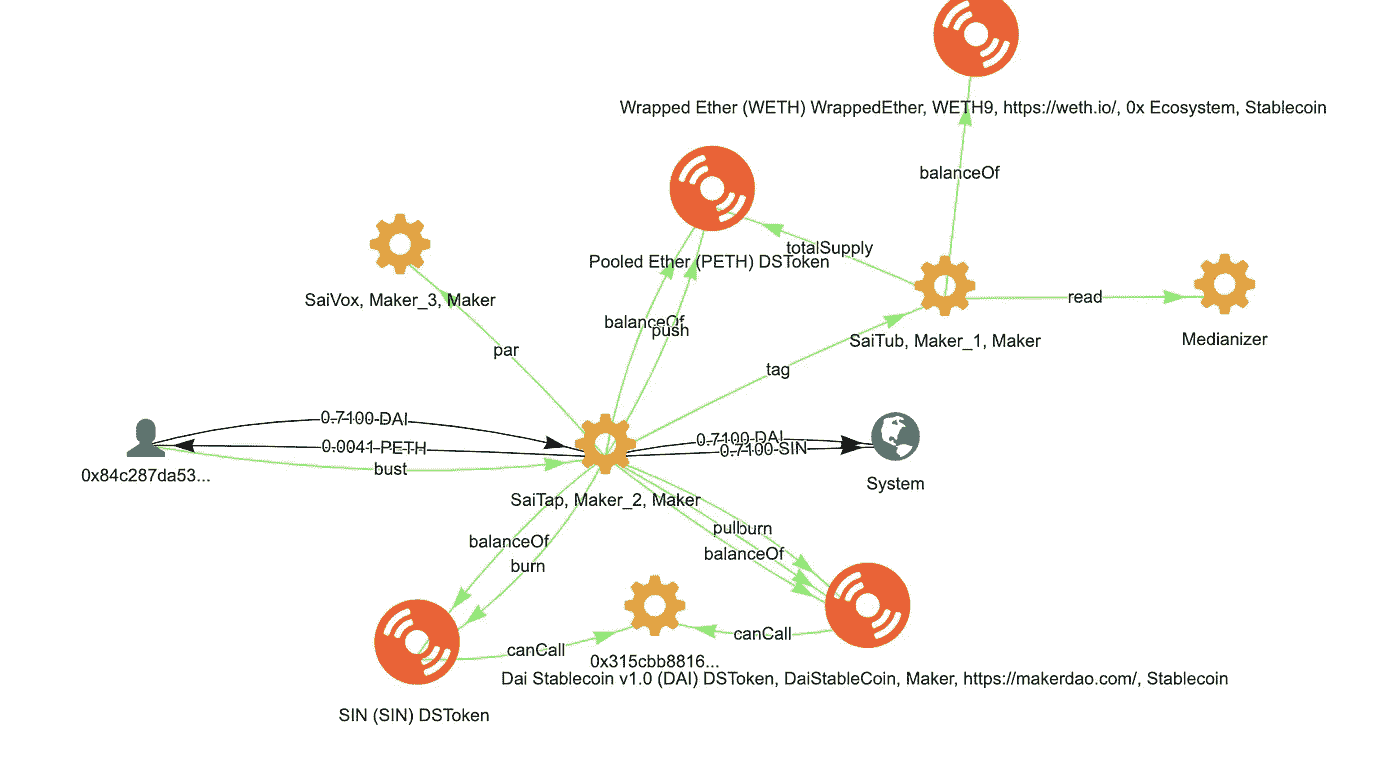 Wrapped Ether (WETH) WrappedEther, WETH9, https://weth.io/, 0x Ecosystem, Stablecoin
balanceOf
totalSupply
Pooled Ether (PETH) DSToken
SaiVox, Maker_3, Maker
read
balanceOf
push
SaiTub, Maker_1, Maker
Medianizer
par
tag
0.7100 DAI
0.7100 DAI
0.0041 PETH
0.7100 SIN
bust
0x84c287da53...
System
SaiTap, Maker_2, Maker
pull
burn
balanceOf
balanceOf
burn
canCall
canCall
0x315cbb8816...
Dai Stablecoin v1.0 (DAI) DSToken, DaiStableCoin, Maker, https://makerdao.com/, Stablecoin
SIN (SIN) DSToken